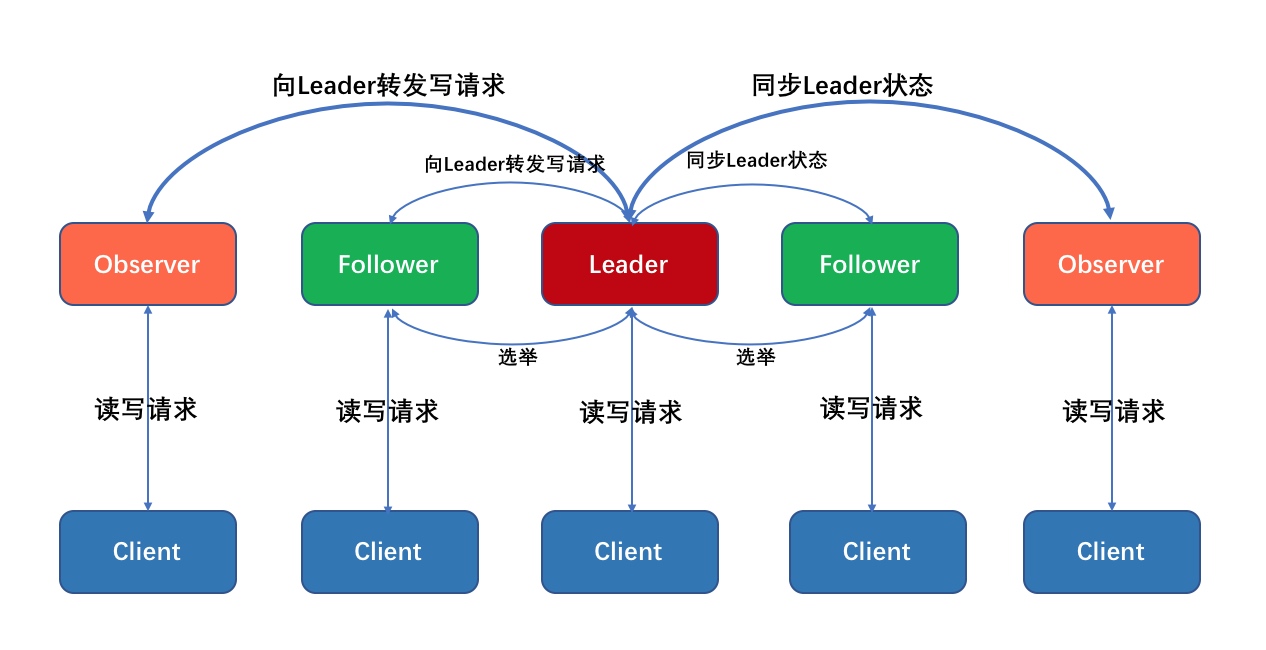 向Leader转发写请求
同步Leader状态
向Leader转发写请求
同步Leader状态
Observer
Follower
Leader
Follower
Observer
选举
选举
读写请求
读写请求
读写请求
读写请求
读写请求
Client
Client
Client
Client
Client